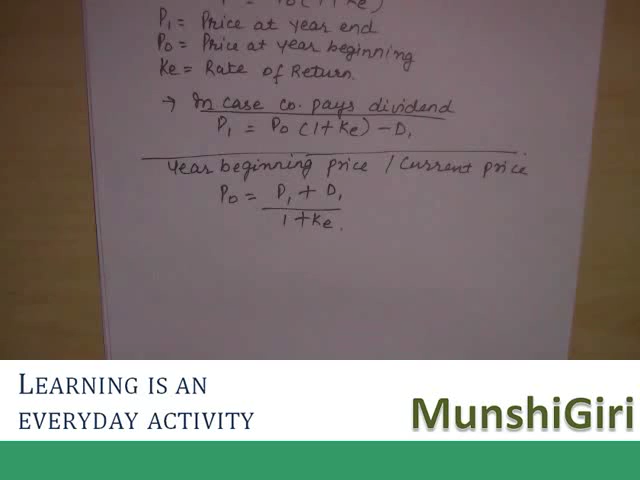 P₁ = Price at year end
P₀ = Price at year beginning
Ke = Rate of Return
→ In case co. pays dividend
P₁ = P₀ (1+Ke) - D₁
Year beginning price / Current price
P₀ = P₁ + D₁
1+Ke.
LEARNING IS AN
EVERYDAY ACTIVITY
MunshiGiri